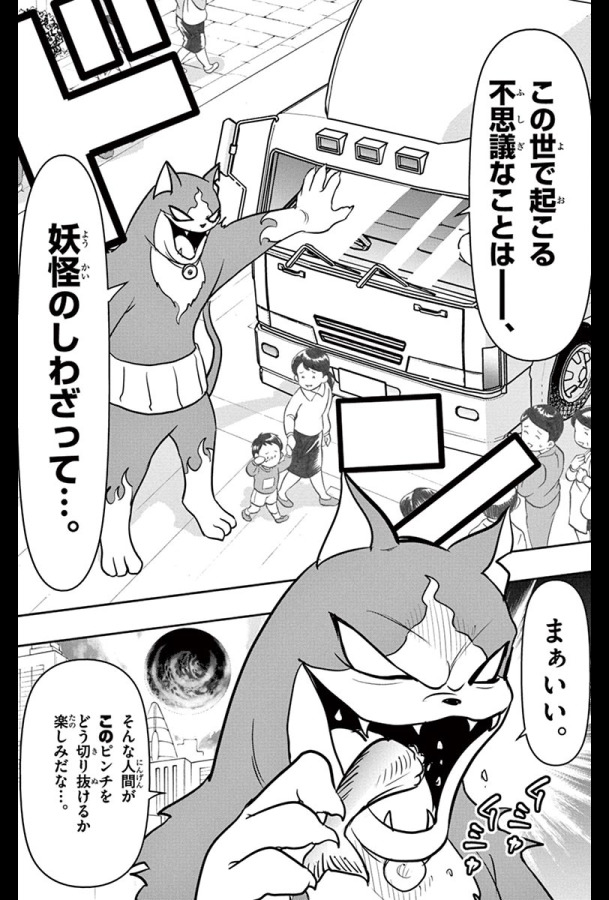 この世で起こる
不思議なことは――、
妖怪のしわざって…。
まぁいい。
そんな人間が
このピンチを
どう切り抜けるか
楽しみだな…。
ムシャ
ムシャ